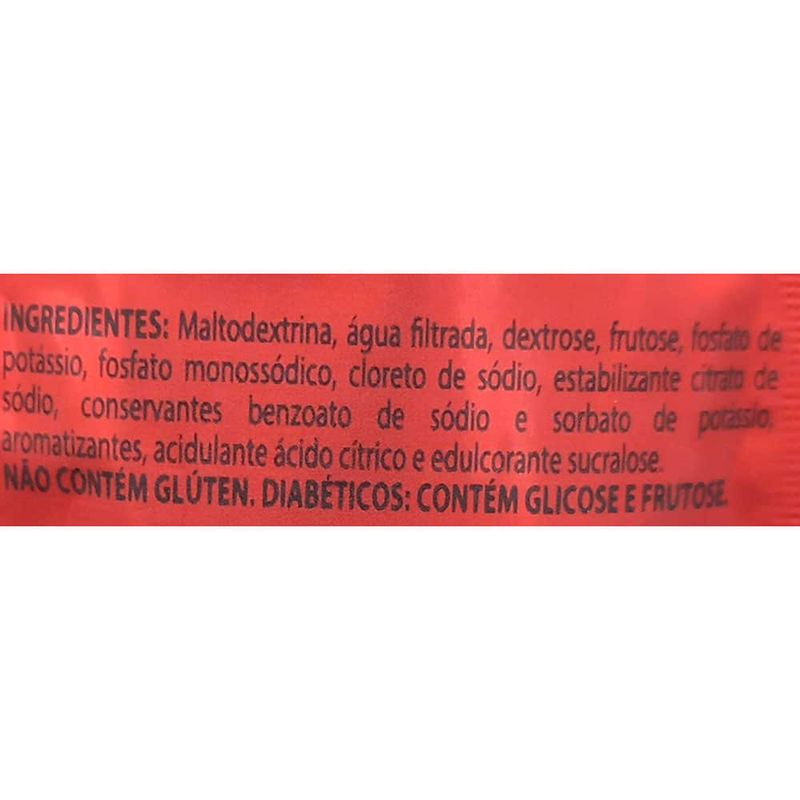 INGREDIENTES: Maltodextrina, água filtrada, dextrose, frutose, fosfato de
potássio, fosfato monossódico, cloreto de sódio, estabilizante citrato de
sódio, conservantes benzoato de sódio e sorbato de potássio,
aromatizantes, acidulante ácido cítrico e edulcorante sucralose.
NÃO CONTÉM GLÚTEN. DIABÉTICOS: CONTÉM GLICOSE E FRUTOSE.